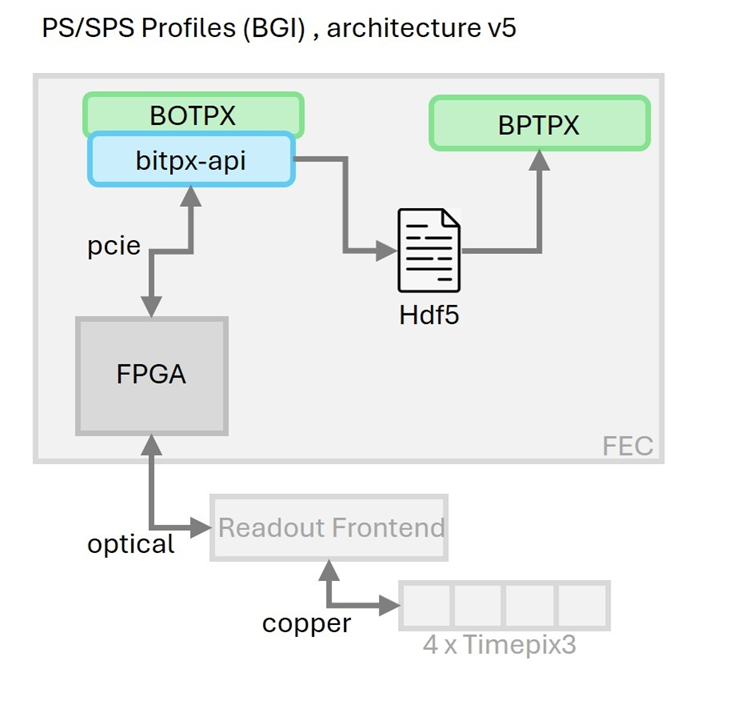 PS/SPS Profiles (BGI) , architecture v5
BOTPX
bitpx-api
BPTPX
pcie
Hdf5
FPGA
FEC
Readout Frontend
optical
copper
4 x Timepix3